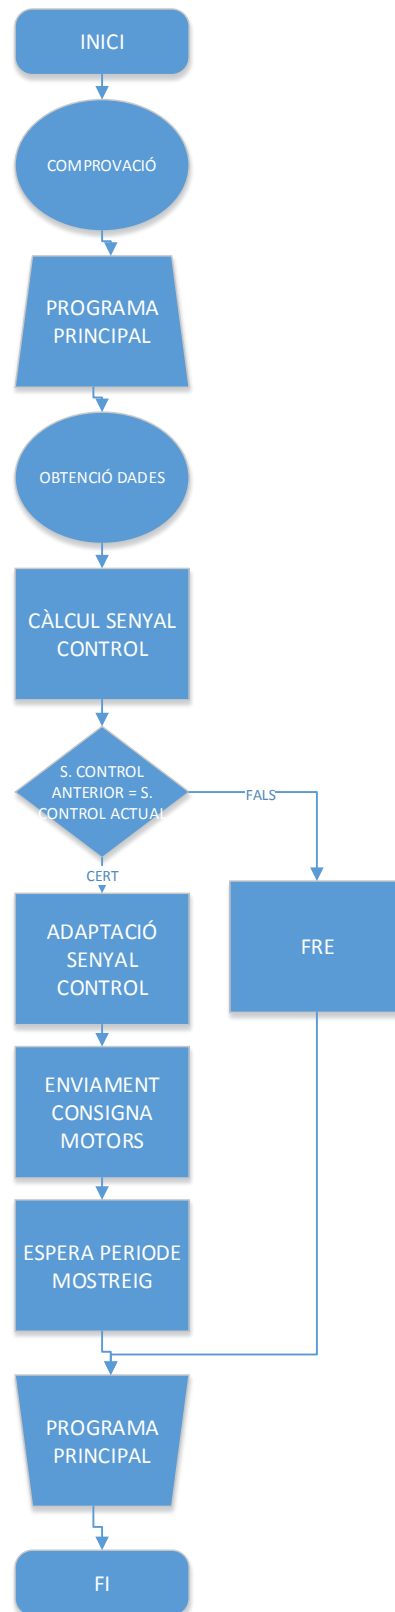 INICI
COMPROVACIÓ
PROGRAMA
PRINCIPAL
OBTENCIÓ DADES
CÀLCUL SENYAL
CONTROL
S. CONTROL
ANTERIOR = S.
CONTROL ACTUAL
FALS
CERT
ADAPTACIÓ
SENYAL
CONTROL
FRE
ENVIAMENT
CONSIGNA
MOTORS
ESPERA PERIODE
MOSTREIG
PROGRAMA
PRINCIPAL
FI